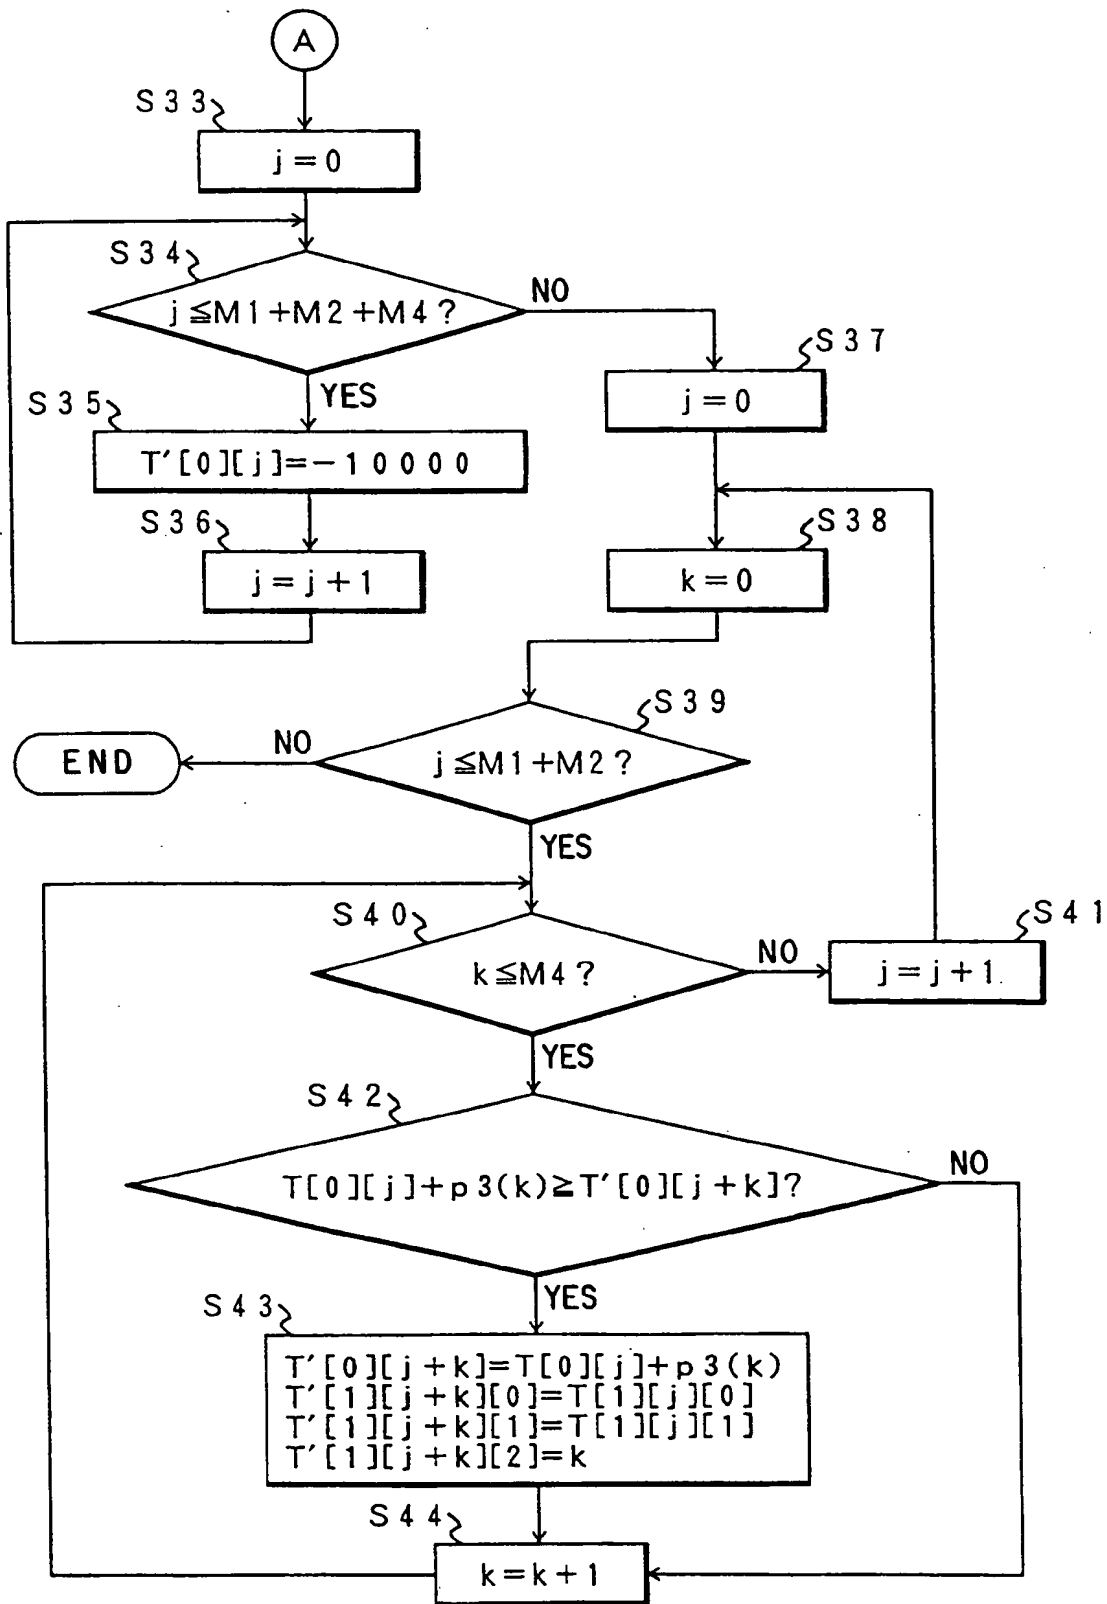 A
S33
j=0
S34
j≦M1+M2+M4?
NO
YES
S35
T'[0][j]=-10000
S36
j=j+1
S37
j=0
S38
k=0
S39
j≦M1+M2?
NO
END
YES
S40
k≦M4?
NO
S41
j=j+1
YES
S42
T[0][j]+p3(k)≧T'[0][j+k]?
NO
YES
S43
T'[0][j+k]=T[0][j]+p3(k)
T'[1][j+k][0]=T[1][j][0]
T'[1][j+k][1]=T[1][j][1]
T'[1][j+k][2]=k
S44
k=k+1